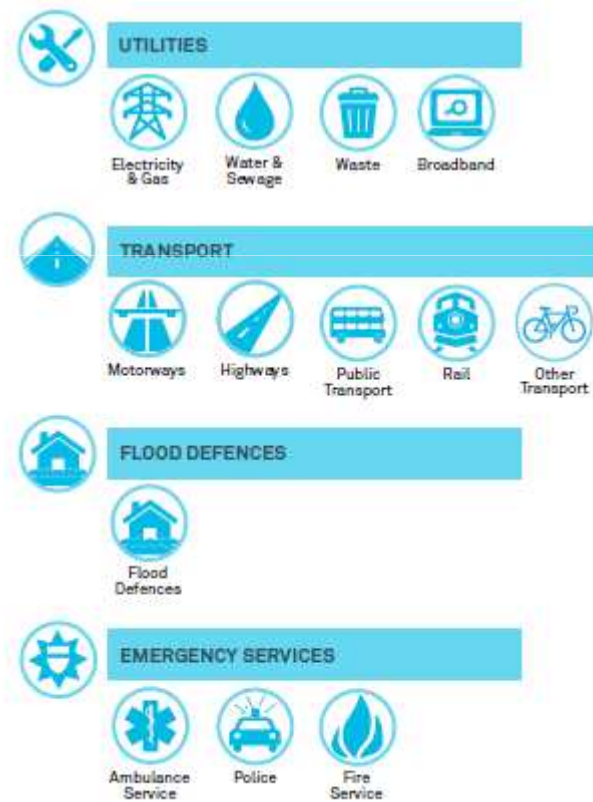 UTILITIES
Electricity
& Gas
Water &
Sewage
Waste
Broadband
TRANSPORT
Motorways
Highways
Public
Transport
Rail
Other
Transport
FLOOD DEFENCES
Flood
Defences
EMERGENCY SERVICES
Ambulance
Service
Police
Fire
Service